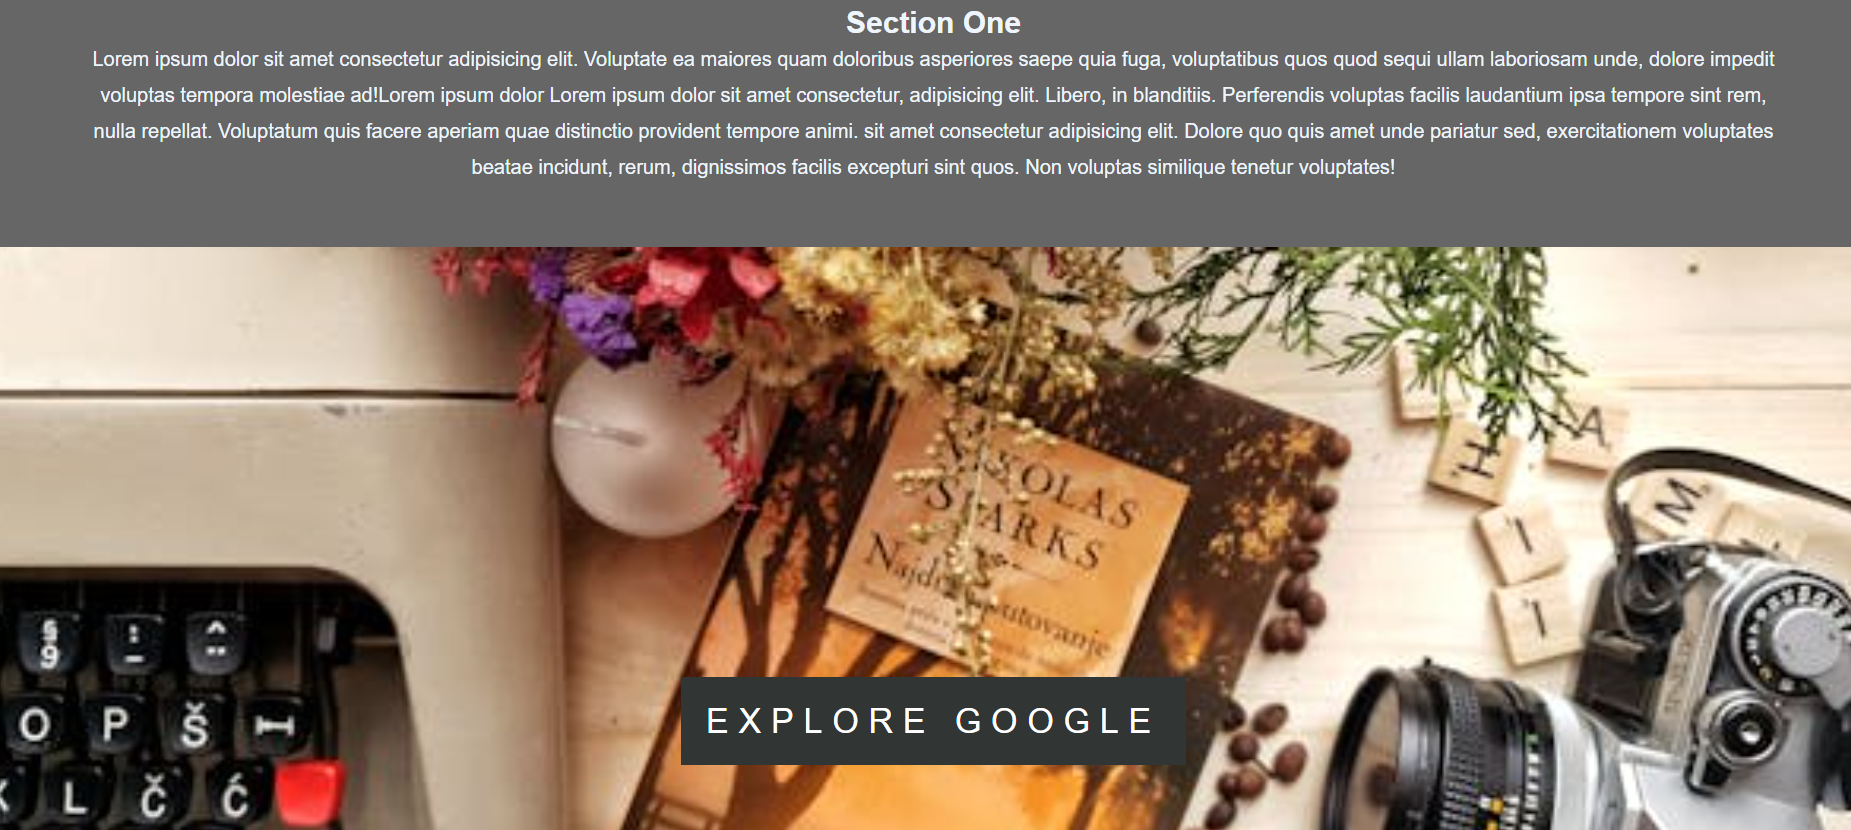 Section One
Lorem ipsum dolor sit amet consectetur adipisicing elit. Voluptate ea maiores quam doloribus asperiores saepe quia fuga, voluptatibus quos quod sequi ullam laboriosam unde, dolore impedit
voluptas tempora molestiae ad!Lorem ipsum dolor Lorem ipsum dolor sit amet consectetur, adipisicing elit. Libero, in blanditiis. Perferendis voluptas facilis laudantium ipsa tempore sint rem,
nulla repellat. Voluptatum quis facere aperiam quae distinctio provident tempore animi. sit amet consectetur adipisicing elit. Dolore quo quis amet unde pariatur sed, exercitationem voluptates
beatae incidunt, rerum, dignissimos facilis excepturi sint quos. Non voluptas similique tenetur voluptates!
A
H
M
I
§ : ^
9 _ ¨
O P Š
K L Č Ć
EXPLORE GOOGLE